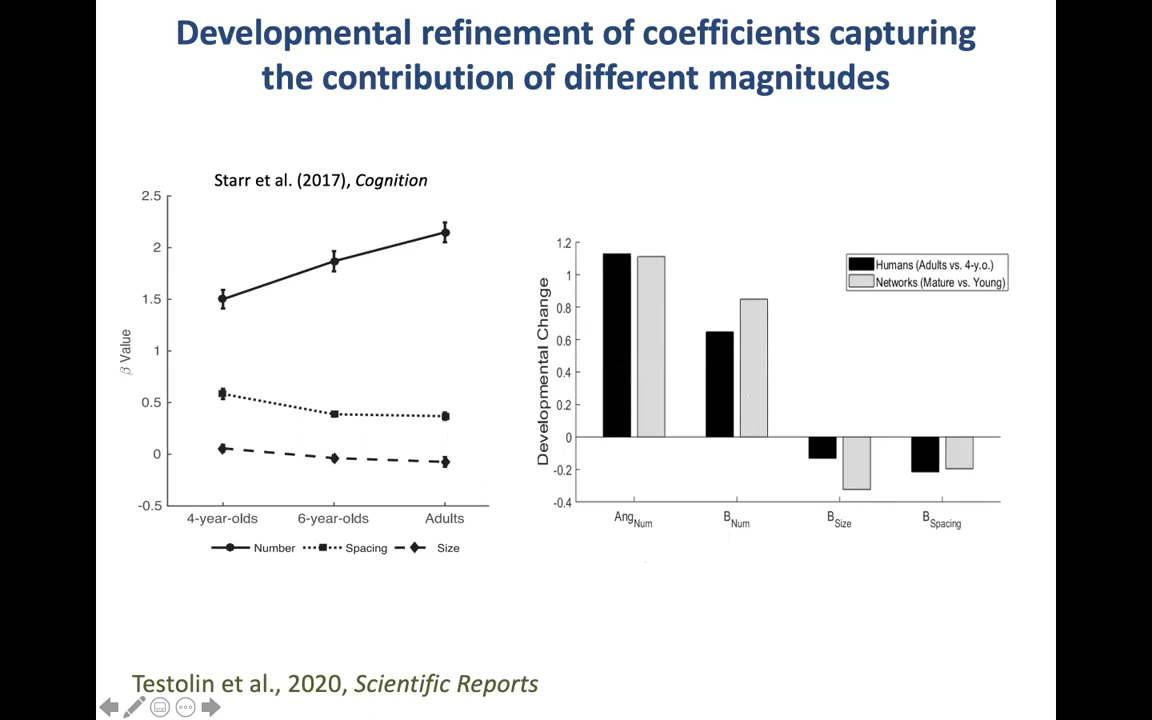 Developmental refinement of coefficients capturing
the contribution of different magnitudes
Starr et al. (2017), Cognition
2.5
2
1.5
1
0.5
0
-0.5
β Value
4-year-olds 6-year-olds Adults
Number Spacing Size
1.2
1
0.8
0.6
0.4
0.2
0
-0.2
-0.4
Developmental Change
Humans (Adults vs. 4-y.o.)
Networks (Mature vs. Young)
AngNum BNum BSize BSpacing
Testolin et al., 2020, Scientific Reports